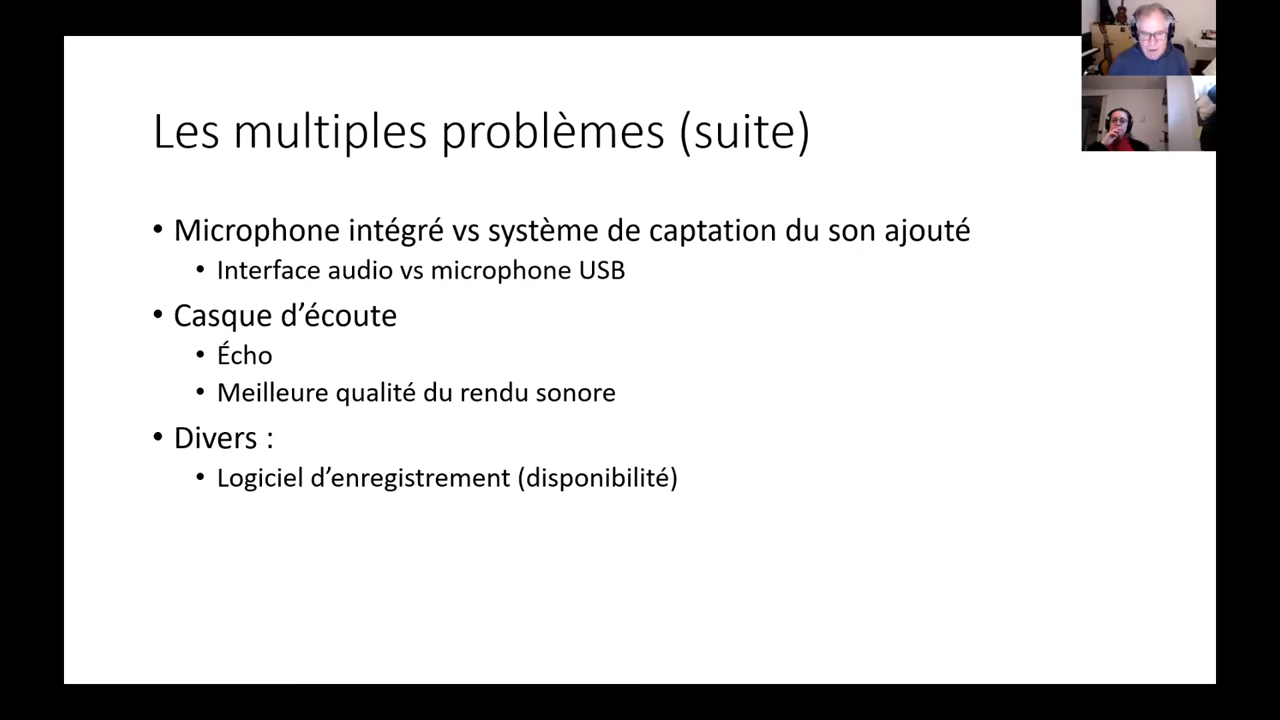 Les multiples problèmes (suite)
• Microphone intégré vs système de captation du son ajouté
• Interface audio vs microphone USB
• Casque d’écoute
• Écho
• Meilleure qualité du rendu sonore
• Divers :
• Logiciel d’enregistrement (disponibilité)